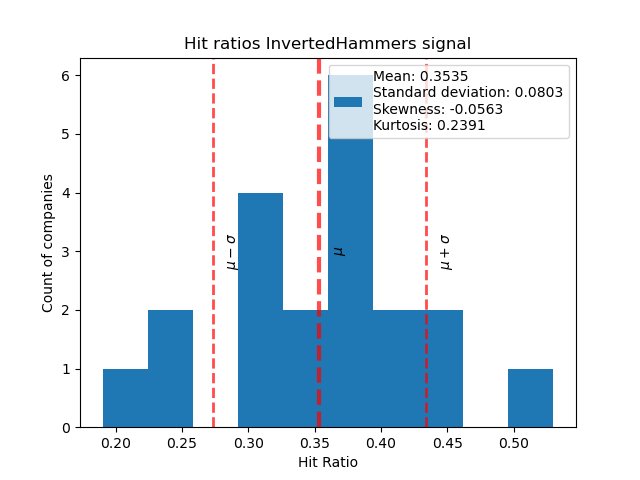 Hit ratios InvertedHammers signal
Mean: 0.3535
Standard deviation: 0.0803
Skewness: -0.0563
Kurtosis: 0.2391
Count of companies
6
5
4
3
2
1
0
μ − σ
μ
μ + σ
0.20 0.25 0.30 0.35 0.40 0.45 0.50
Hit Ratio